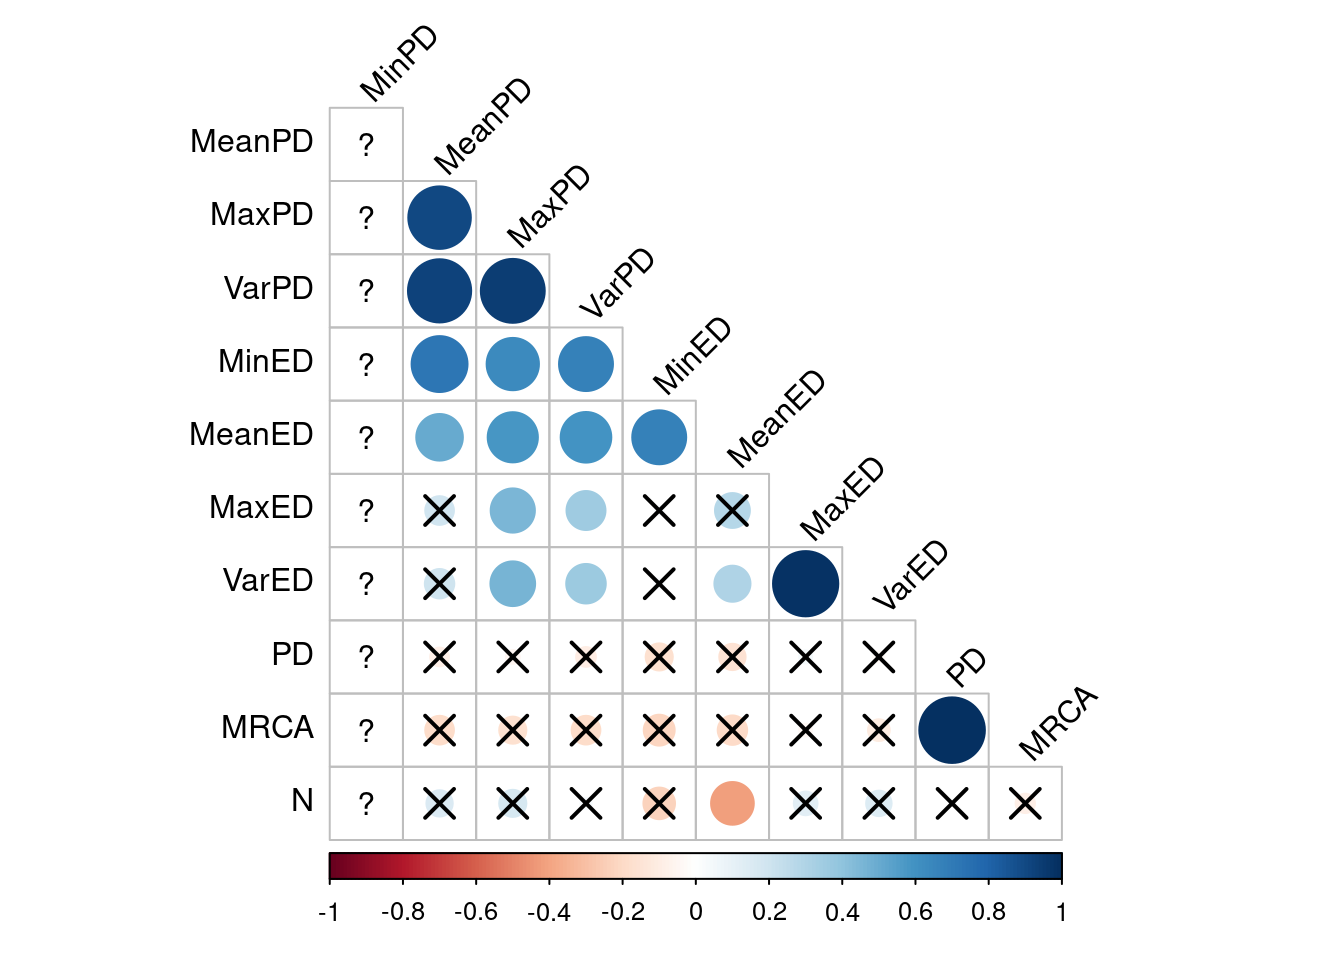 MinPD
MeanPD ? MeanPD
MaxPD ? MaxPD
VarPD ? VarPD
MinED ? MinED
MeanED ? MeanED
MaxED ? MaxED
VarED ? VarED
PD ? PD
MRCA ? MRCA
N ?
-1 -0.8 -0.6 -0.4 -0.2 0 0.2 0.4 0.6 0.8 1